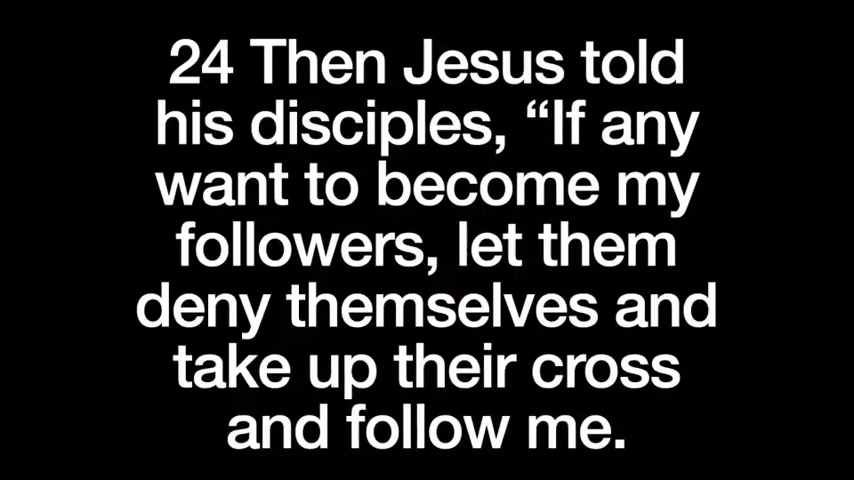 24 Then Jesus told
his disciples, “If any
want to become my
followers, let them
deny themselves and
take up their cross
and follow me.